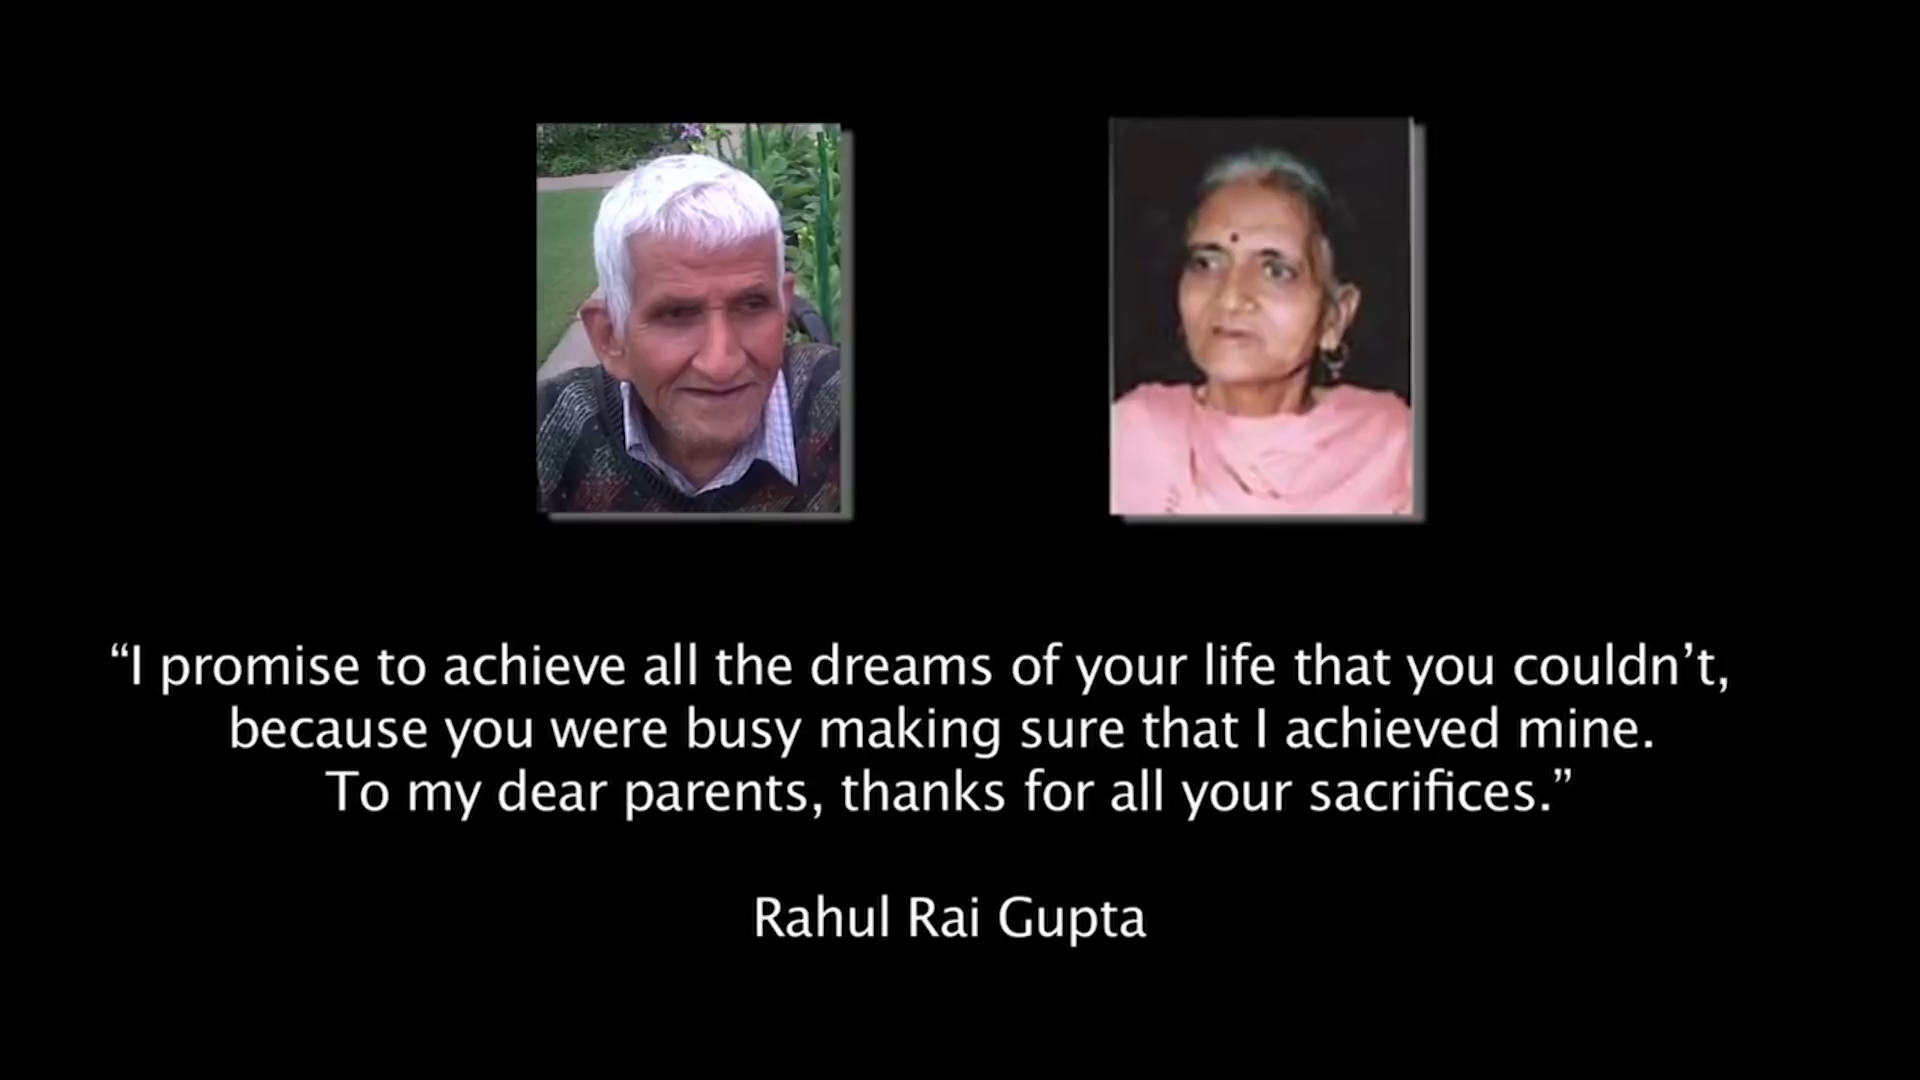 “I promise to achieve all the dreams of your life that you couldn’t,
because you were busy making sure that I achieved mine.
To my dear parents, thanks for all your sacrifices.”
Rahul Rai Gupta